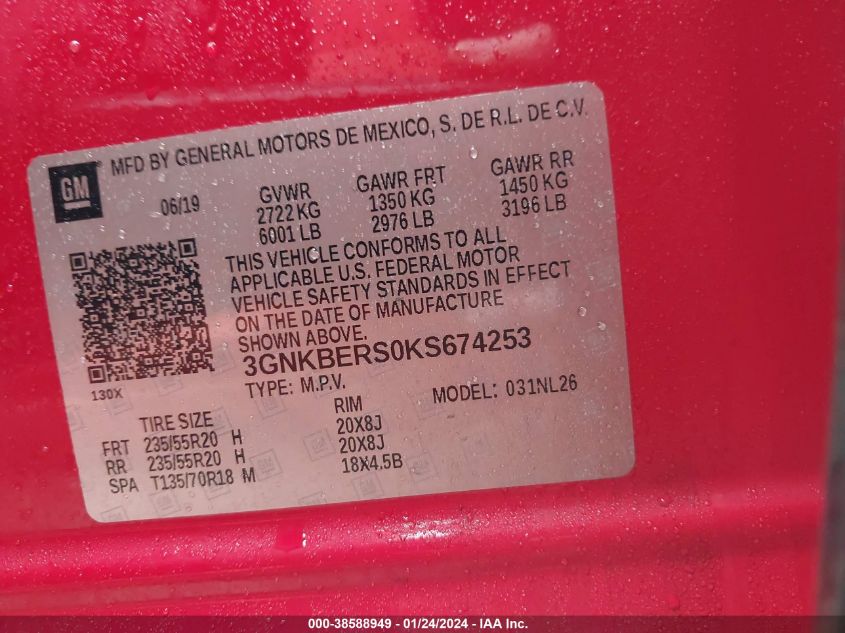 GM
MFD BY GENERAL MOTORS DE MEXICO, S. DE R.L. DE C.V.
06/19
GVWR GAWR FRT GAWR RR
2722 KG 1350 KG 1450 KG
6001 LB 2976 LB 3196 LB
THIS VEHICLE CONFORMS TO ALL
APPLICABLE U.S. FEDERAL MOTOR
VEHICLE SAFETY STANDARDS IN EFFECT
ON THE DATE OF MANUFACTURE
SHOWN ABOVE.
3GNKBERS0KS674253
130X
TYPE: M.P.V. MODEL: 031NL26
TIRE SIZE RIM
FRT 235/55R20 H 20X8J
RR 235/55R20 H 20X8J
SPA T135/70R18 M 18X4.5B
000-38588949 - 01/24/2024 - IAA Inc.